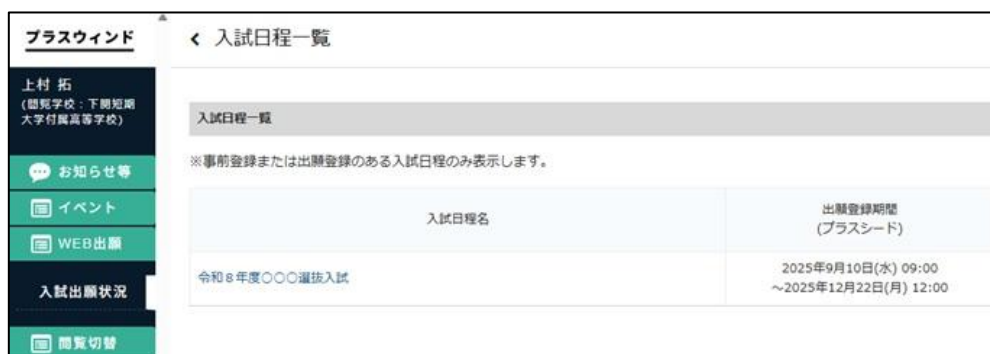 プラスウィンド
上村 拓
(閲覧学校：下関短期
大学付属高等学校)
お知らせ等
イベント
WEB出願
入試出願状況
閲覧切替
入試日程一覧
入試日程一覧
※事前登録または出願登録のある入試日程のみ表示します。
入試日程名
出願登録期間
(プラスシード)
令和８年度〇〇〇選抜入試
2025年9月10日(水) 09:00
～2025年12月22日(月) 12:00